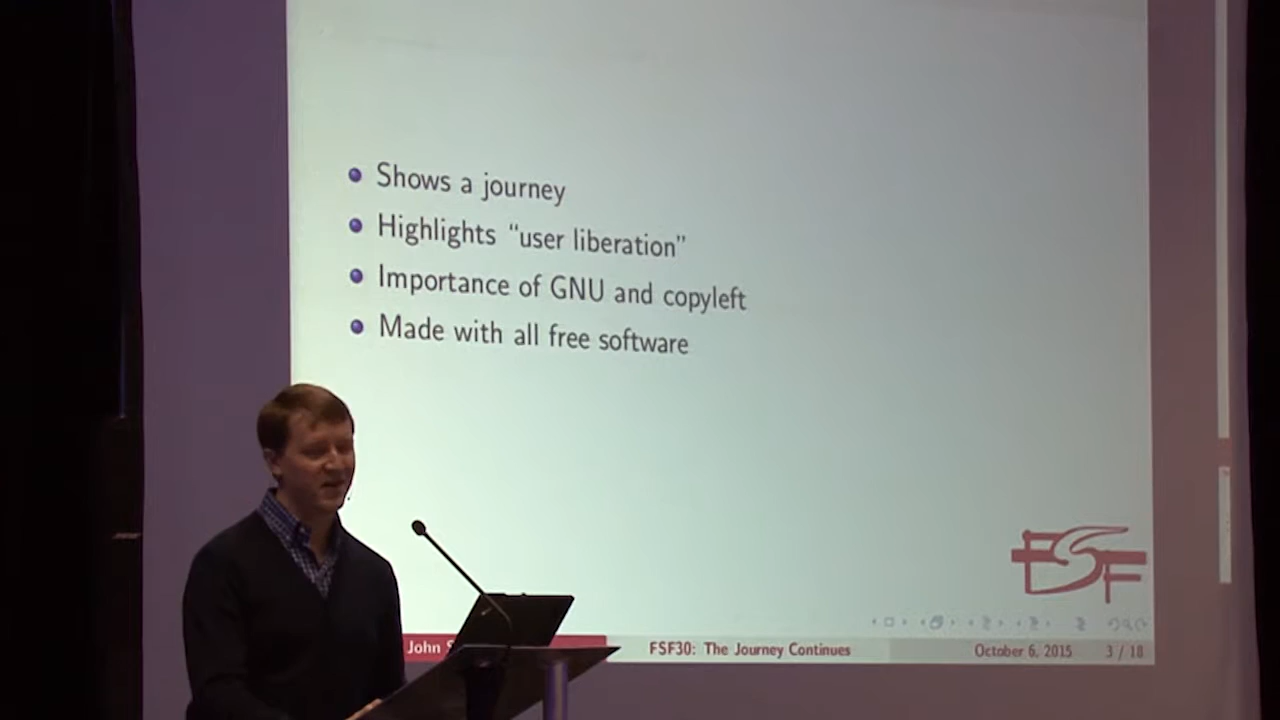 Shows a journey
Highlights “user liberation”
Importance of GNU and copyleft
Made with all free software
FSF
John
FSF30: The Journey Continues
October 6, 2015
3 / 18